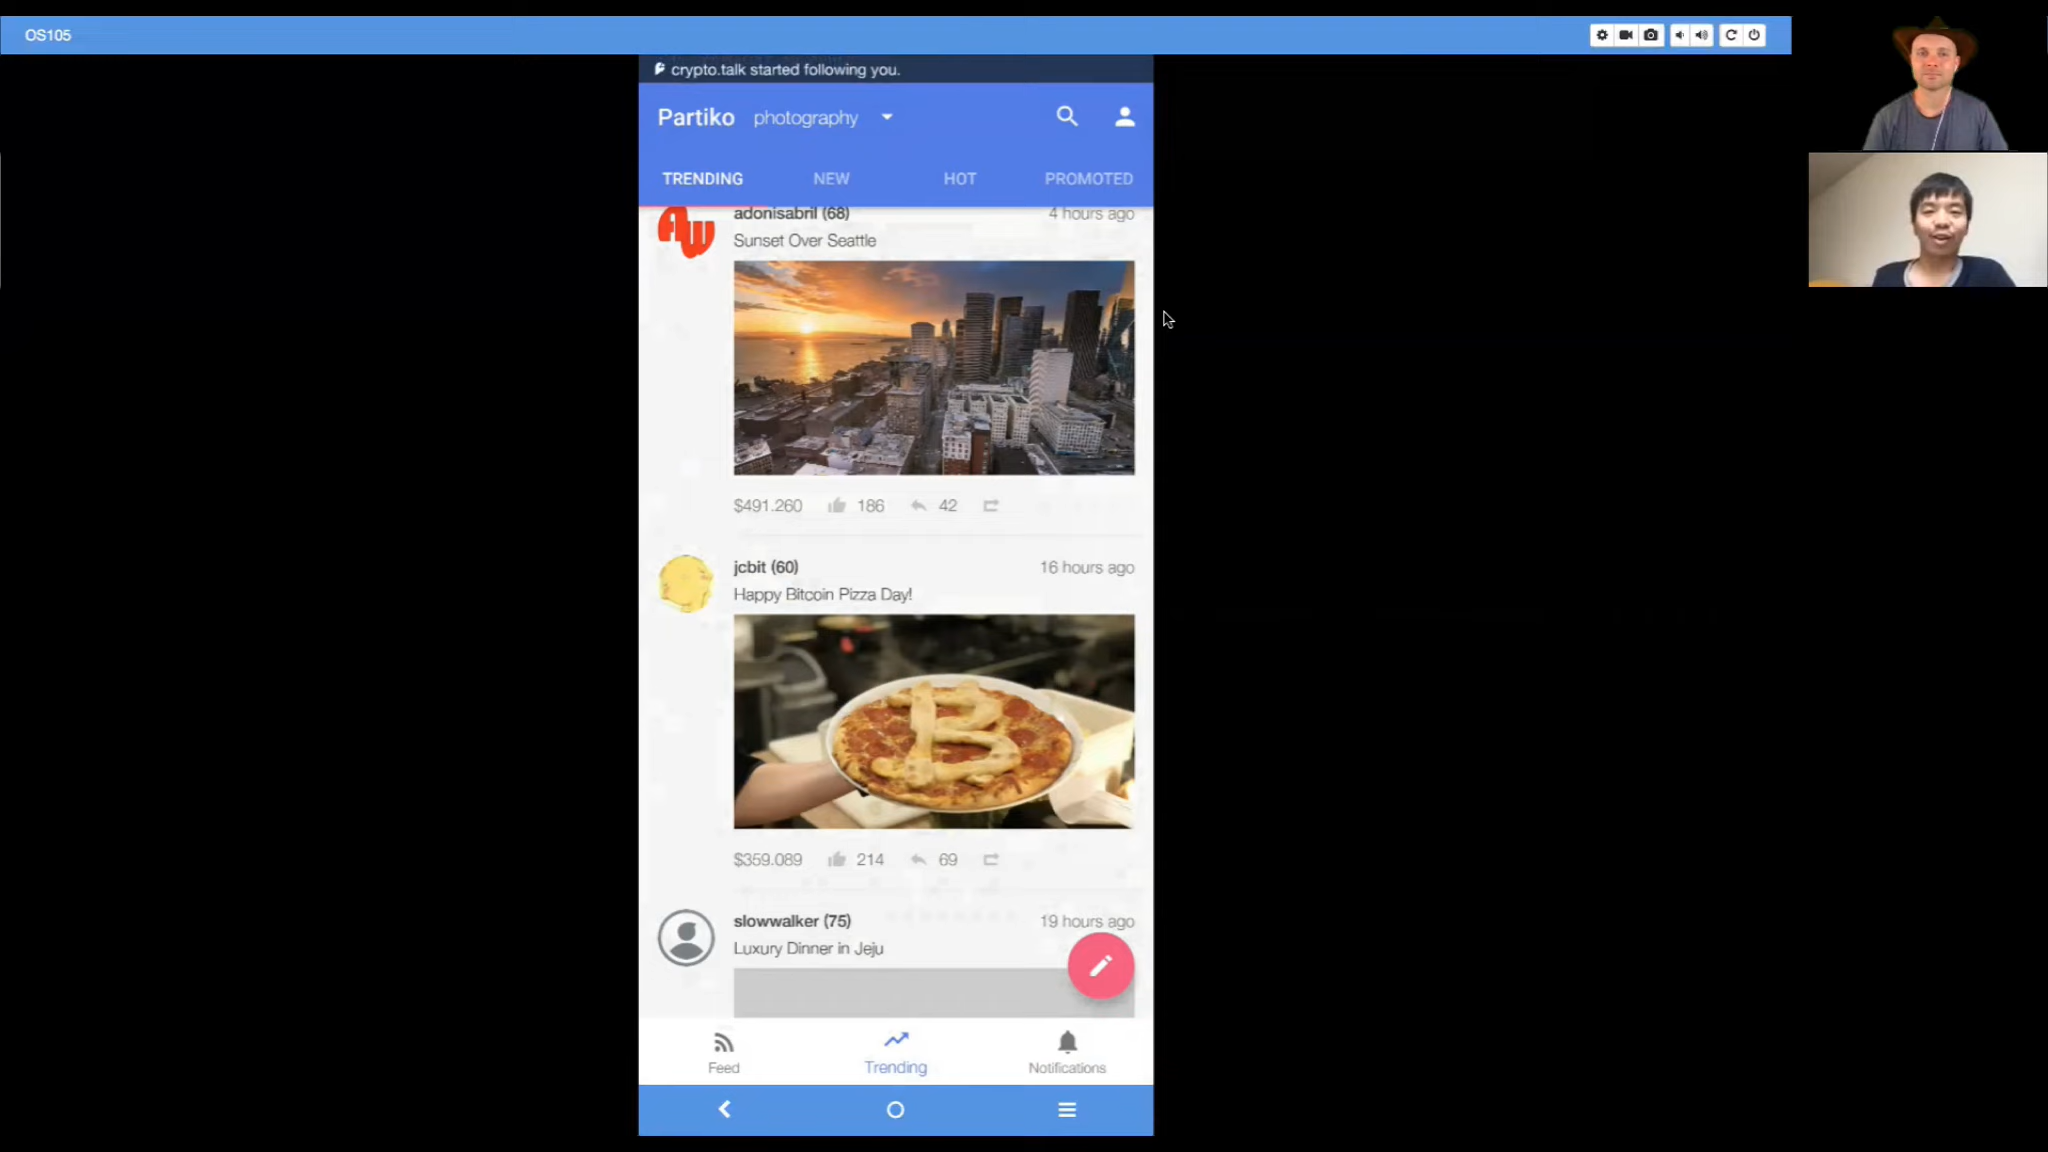 OS105
crypto.talk started following you.
Partiko photography
TRENDING NEW HOT PROMOTED
adonisabril (68) 4 hours ago
Sunset Over Seattle
$491.260 186 42
jcbit (60) 16 hours ago
Happy Bitcoin Pizza Day!
B
$359.089 214 69
slowwalker (75) 19 hours ago
Luxury Dinner in Jeju
Feed Trending Notifications